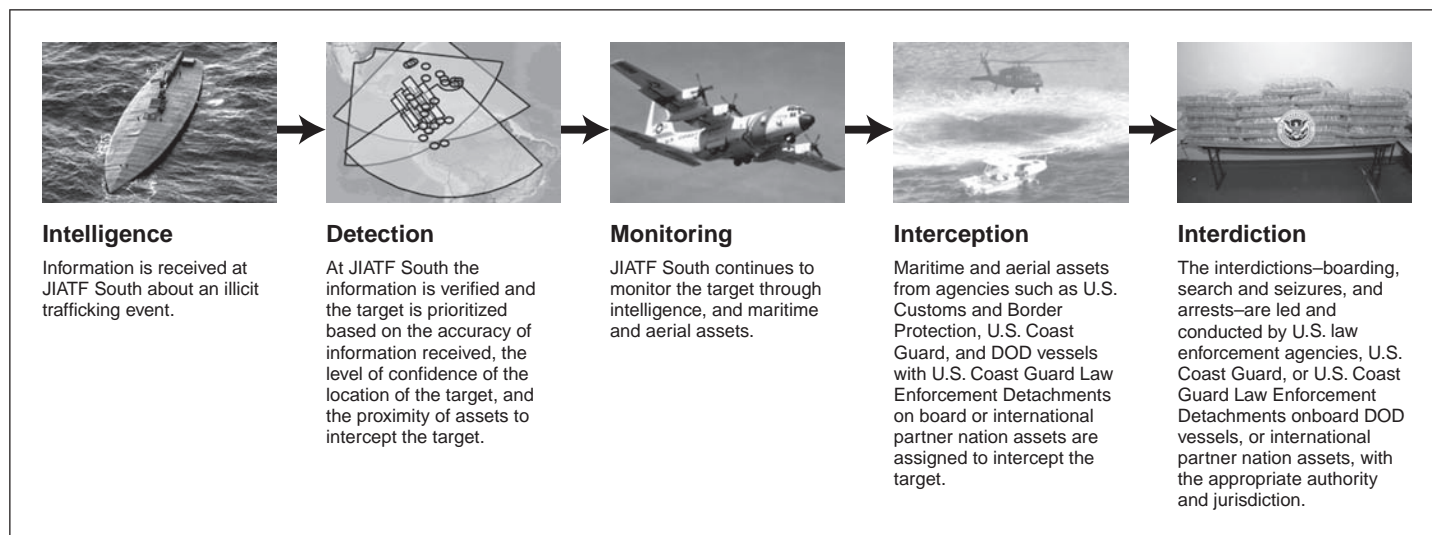 Intelligence
Information is received at
JIATF South about an illicit
trafficking event.
Detection
At JIATF South the
information is verified and
the target is prioritized
based on the accuracy of
information received, the
level of confidence of the
location of the target, and
the proximity of assets to
intercept the target.
Monitoring
JIATF South continues to
monitor the target through
intelligence, and maritime
and aerial assets.
Interception
Maritime and aerial assets
from agencies such as U.S.
Customs and Border
Protection, U.S. Coast
Guard, and DOD vessels
with U.S. Coast Guard Law
Enforcement Detachments
on board or international
partner nation assets are
assigned to intercept the
target.
Interdiction
The interdictions–boarding,
search and seizures, and
arrests–are led and
conducted by U.S. law
enforcement agencies, U.S.
Coast Guard, or U.S. Coast
Guard Law Enforcement
Detachments onboard DOD
vessels, or international
partner nation assets, with
the appropriate authority
and jurisdiction.